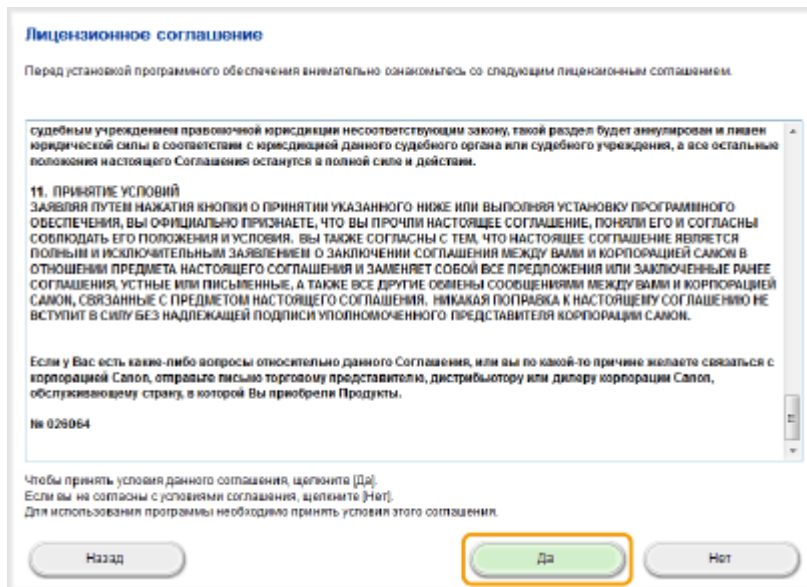 Лицензионное соглашение
Перед установкой программного обеспечения внимательно ознакомьтесь со следующим лицензионным соглашением.
судебным учреждением правомочной юрисдикции несоответствующим закону, такой раздел будет аннулирован и лишен
юридической силы в соответствии с юрисдикцией данного судебного органа или судебного учреждения, а все остальные
положения настоящего Соглашения останутся в полной силе и действии.
11. ПРИНЯТИЕ УСЛОВИЙ
ЗАЯВЛЯЯ ПУТЕМ НАЖАТИЯ КНОПКИ О ПРИНЯТИИ УКАЗАННОГО НИЖЕ ИЛИ ВЫПОЛНЯЯ УСТАНОВКУ ПРОГРАММНОГО
ОБЕСПЕЧЕНИЯ, ВЫ ОФИЦИАЛЬНО ПРИЗНАЕТЕ, ЧТО ВЫ ПРОЧЛИ НАСТОЯЩЕЕ СОГЛАШЕНИЕ, ПОНЯЛИ ЕГО И СОГЛАСНЫ
СОБЛЮДАТЬ ЕГО ПОЛОЖЕНИЯ И УСЛОВИЯ. ВЫ ТАКЖЕ СОГЛАСНЫ С ТЕМ, ЧТО НАСТОЯЩЕЕ СОГЛАШЕНИЕ ЯВЛЯЕТСЯ
ПОЛНЫМ И ИСКЛЮЧИТЕЛЬНЫМ ЗАЯВЛЕНИЕМ О ЗАКЛЮЧЕНИИ СОГЛАШЕНИЯ МЕЖДУ ВАМИ И КОРПОРАЦИЕЙ CANON В
ОТНОШЕНИИ ПРЕДМЕТА НАСТОЯЩЕГО СОГЛАШЕНИЯ И ЗАМЕНЯЕТ СОБОЙ ВСЕ ПРЕДЛОЖЕНИЯ ИЛИ ЗАКЛЮЧЕННЫЕ РАНЕЕ
СОГЛАШЕНИЯ, УСТНЫЕ ИЛИ ПИСЬМЕННЫЕ, А ТАКЖЕ ВСЕ ДРУГИЕ ОБМЕНЫ СООБЩЕНИЯМИ МЕЖДУ ВАМИ И КОРПОРАЦИЕЙ
CANON, СВЯЗАННЫЕ С ПРЕДМЕТОМ НАСТОЯЩЕГО СОГЛАШЕНИЯ. НИКАКАЯ ПОПРАВКА К НАСТОЯЩЕМУ СОГЛАШЕНИЮ НЕ
ВСТУПИТ В СИЛУ БЕЗ НАДЛЕЖАЩЕЙ ПОДПИСИ УПОЛНОМОЧЕННОГО ПРЕДСТАВИТЕЛЯ КОРПОРАЦИИ CANON.
Если у Вас есть какие-либо вопросы относительно данного Соглашения, или вы по какой-то причине желаете связаться с
корпорацией Canon, отправьте письмо торговому представителю, дистрибьютору или дилеру корпорации Canon,
обслуживающему страну, в которой Вы приобрели Продукты.
№ 026064
Чтобы принять условия данного соглашения, щелкните [Да].
Если вы не согласны с условиями соглашения, щелкните [Нет].
Для использования программы необходимо принять условия этого соглашения.
Назад Да Нет